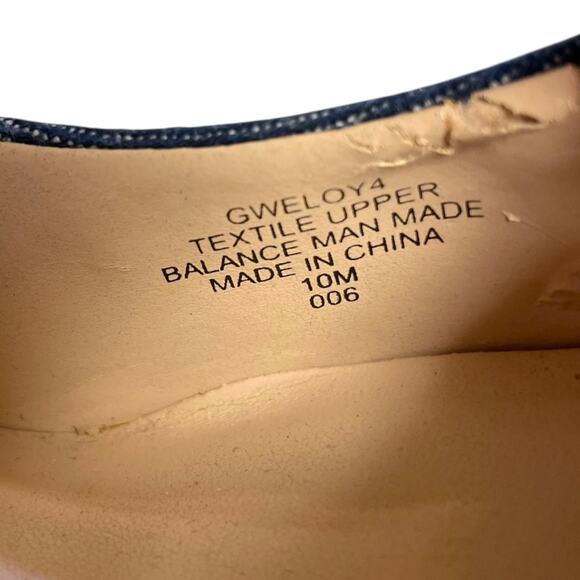 GWELOY4
TEXTILE UPPER
BALANCE MAN MADE
MADE IN CHINA
10M
006